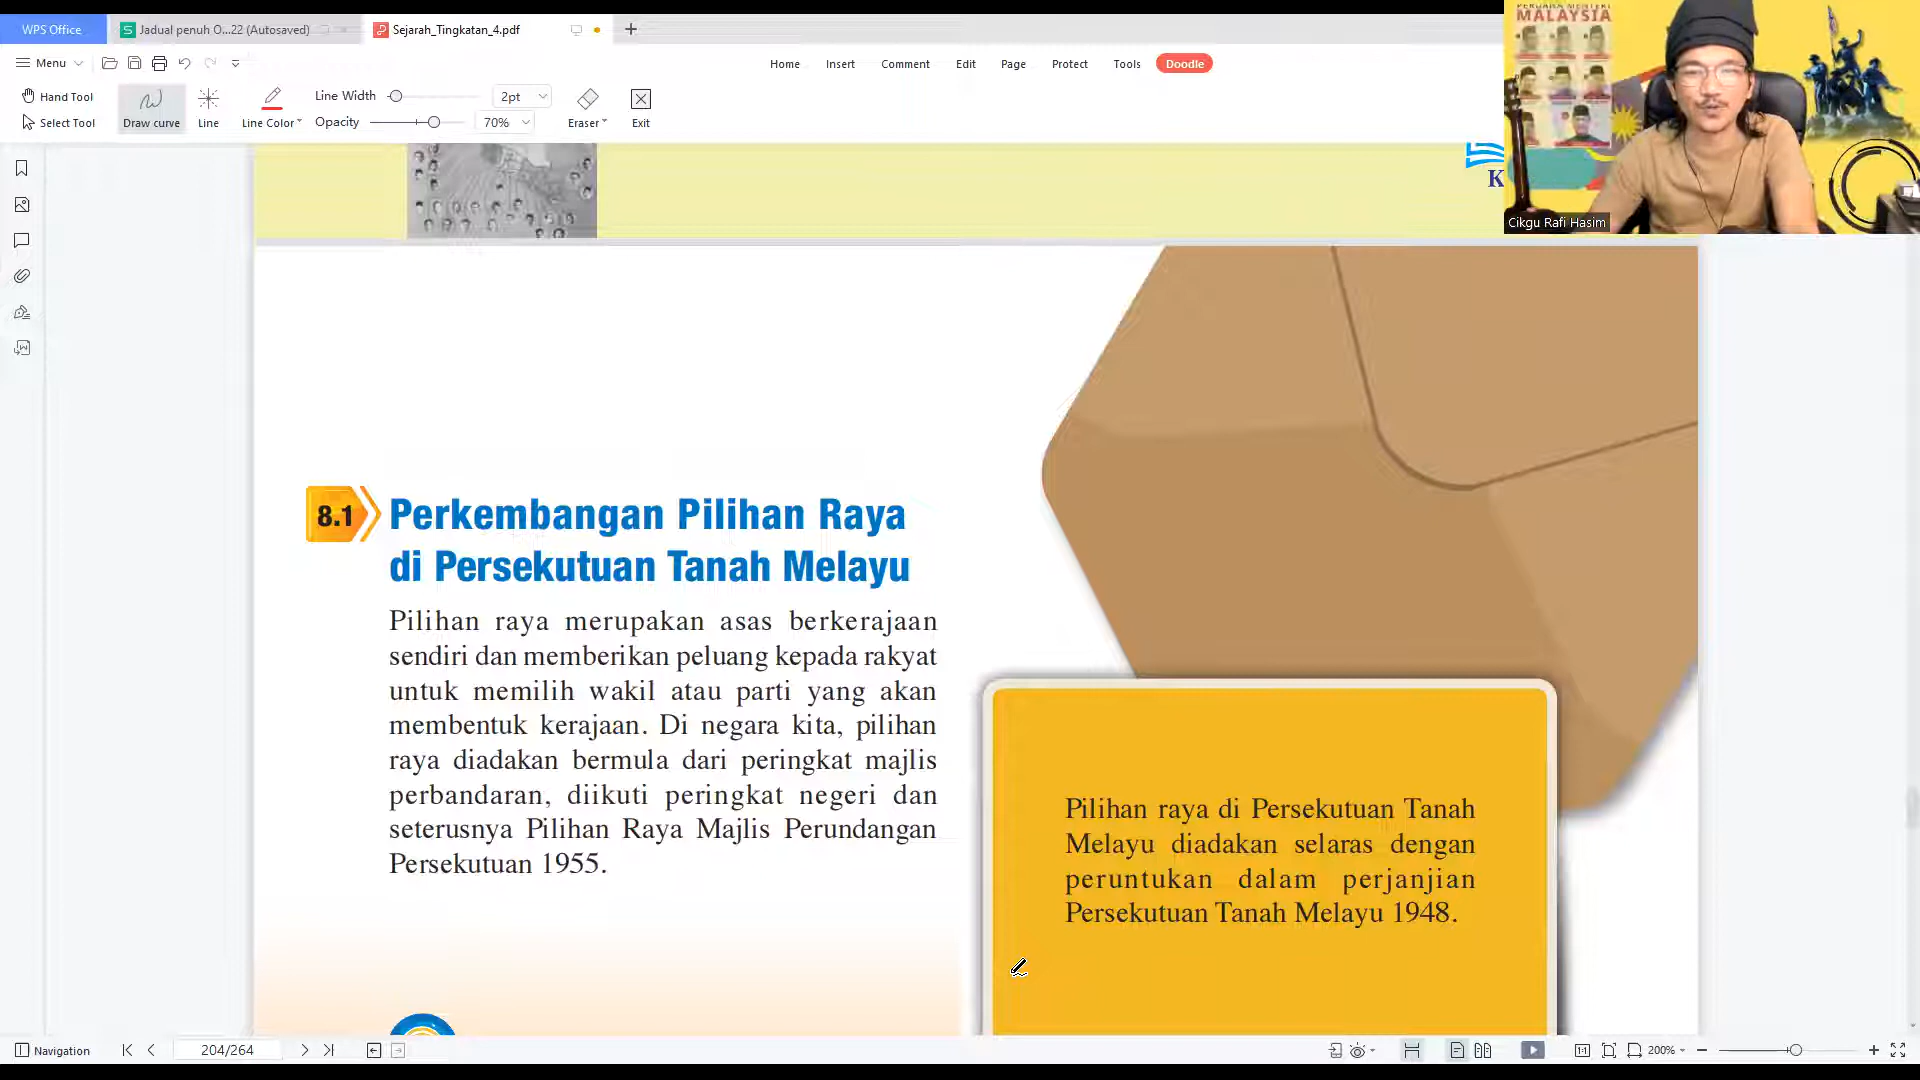 WPS Office
Jadual penuh O...22 (Autosaved)
Sejarah_Tingkatan_4.pdf
Menu
Home Insert Comment Edit Page Protect Tools Doodle
Hand Tool
Select Tool
Draw curve
Line
Line Color
Line Width 2pt
Opacity 70%
Eraser
Exit
PERDANA MENTERI
MALAYSIA
Cikgu Rafi Hasim
K
8.1 Perkembangan Pilihan Raya
di Persekutuan Tanah Melayu
Pilihan raya merupakan asas berkerajaan
sendiri dan memberikan peluang kepada rakyat
untuk memilih wakil atau parti yang akan
membentuk kerajaan. Di negara kita, pilihan
raya diadakan bermula dari peringkat majlis
perbandaran, diikuti peringkat negeri dan
seterusnya Pilihan Raya Majlis Perundangan
Persekutuan 1955.
Pilihan raya di Persekutuan Tanah
Melayu diadakan selaras dengan
peruntukan dalam perjanjian
Persekutuan Tanah Melayu 1948.
Navigation
204/264
200%